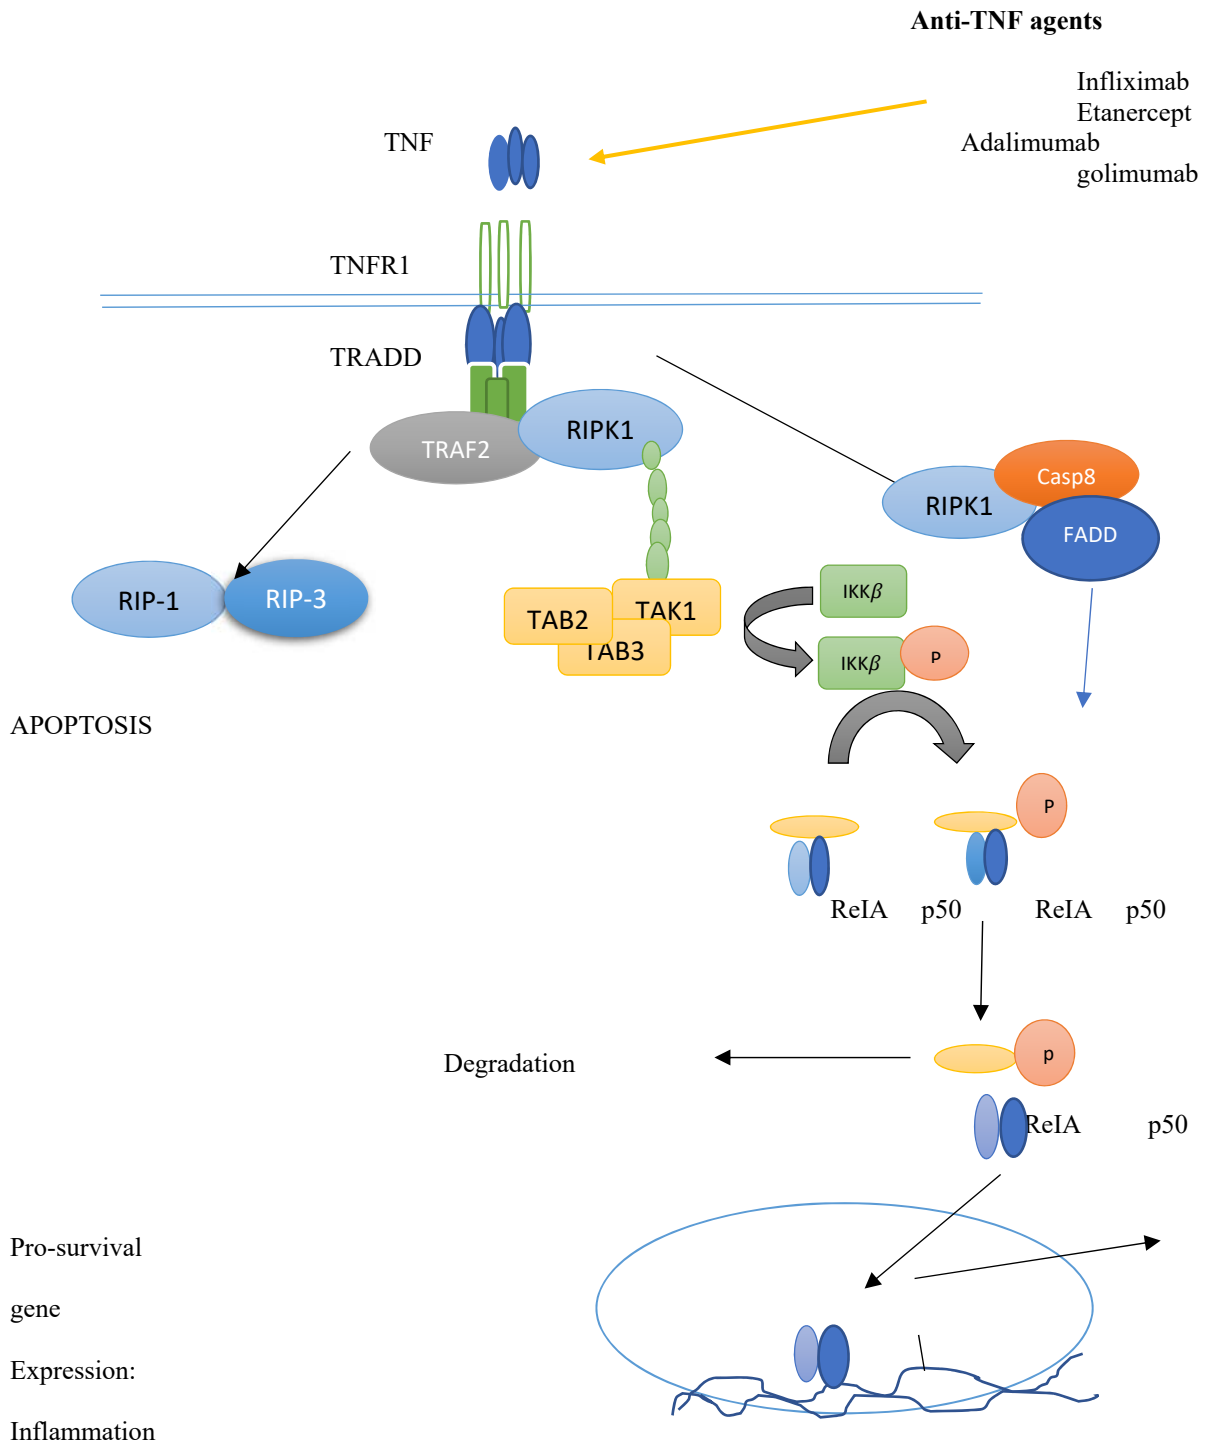 Anti-TNF agents
Infliximab
Etanercept
TNF
Adalimumab
golimumab
TNFR1
TRADD
RIPK1
TRAF2
Casp8
RIPK1
FADD
RIP-1
RIP-3
IKKβ
TAB2
TAK1
TAB3
IKKβ
P
APOPTOSIS
P
ReIA p50 ReIA p50
Degradation
p
ReIA p50
Pro-survival
gene
Expression:
Inflammation